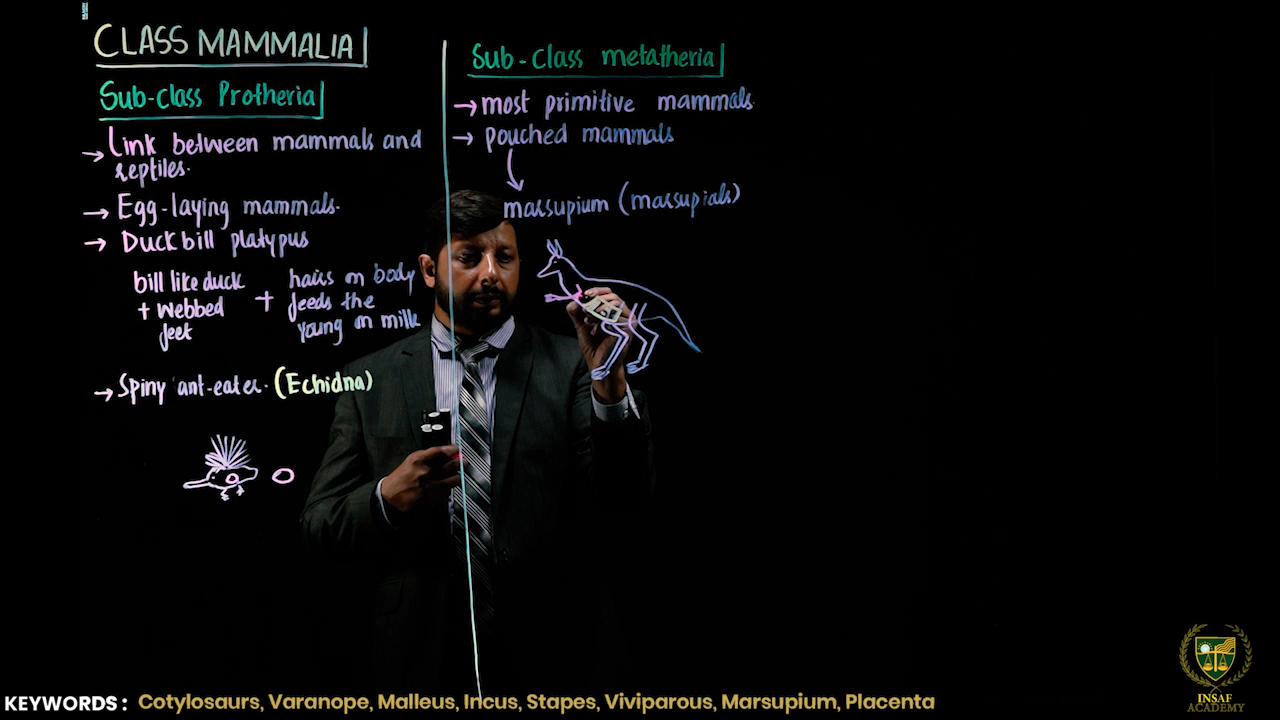 CLASS MAMMALIA
Sub-class Protheria
→ Link between mammals and
reptiles.
→ Egg-laying mammals.
→ Duckbill platypus
bill like duck
+ webbed
feet
+
hairs on body
feeds the
young on milk
→ Spiny ant-eater. (Echidna)
Sub-class metatheria
→ most primitive mammals.
→ pouched mammals
marsupium (marsupials)
KEYWORDS : Cotylosaurs, Varanope, Malleus, Incus, Stapes, Viviparous, Marsupium, Placenta
INSAF
ACADEMY